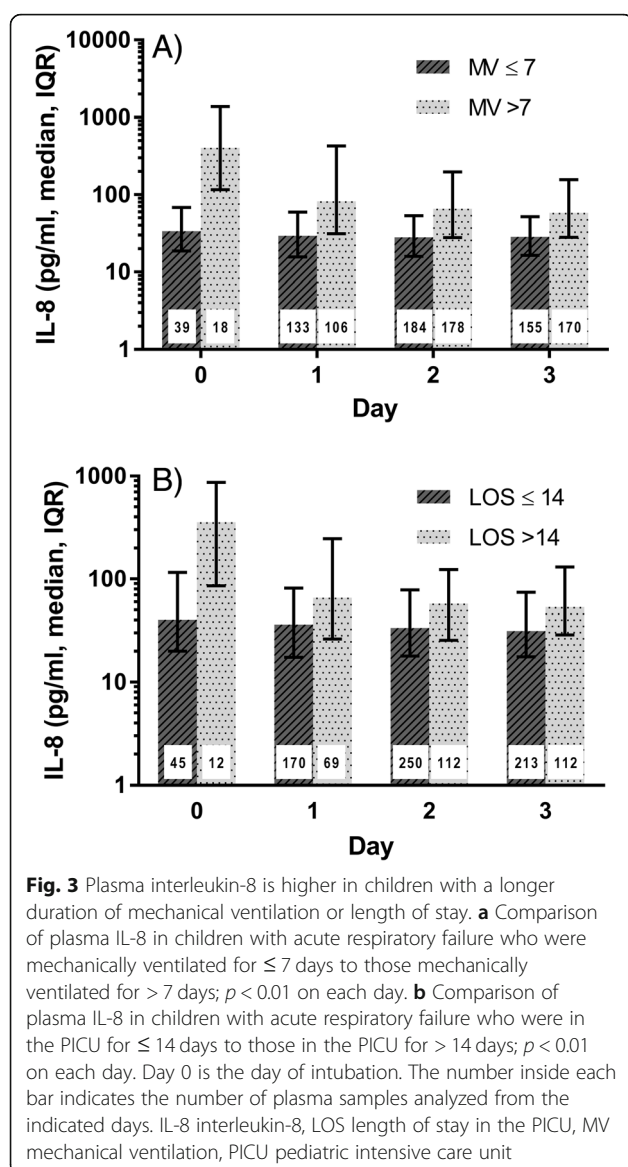 A)
MV ≤ 7
MV >7
IL-8 (pg/ml, median, IQR)
10000
1000
100
10
1
39 18 133 106 184 178 155 170
0 1 2 3
Day
B)
LOS ≤ 14
LOS >14
IL-8 (pg/ml, median, IQR)
1000
100
10
1
45 12 170 69 250 112 213 112
0 1 2 3
Day
Fig. 3 Plasma interleukin-8 is higher in children with a longer
duration of mechanical ventilation or length of stay. a Comparison
of plasma IL-8 in children with acute respiratory failure who were
mechanically ventilated for ≤ 7 days to those mechanically
ventilated for > 7 days; p < 0.01 on each day. b Comparison of
plasma IL-8 in children with acute respiratory failure who were in
the PICU for ≤ 14 days to those in the PICU for > 14 days; p < 0.01
on each day. Day 0 is the day of intubation. The number inside each
bar indicates the number of plasma samples analyzed from the
indicated days. IL-8 interleukin-8, LOS length of stay in the PICU, MV
mechanical ventilation, PICU pediatric intensive care unit